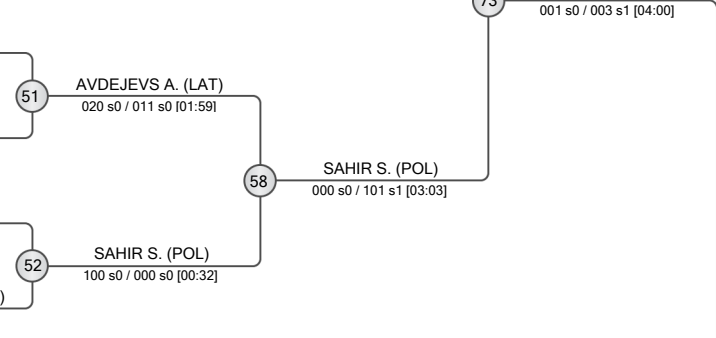 73
001 s0 / 003 s1 [04:00]
51
AVDEJEVS A. (LAT)
020 s0 / 011 s0 [01:59]
58
SAHIR S. (POL)
000 s0 / 101 s1 [03:03]
52
SAHIR S. (POL)
100 s0 / 000 s0 [00:32]
)